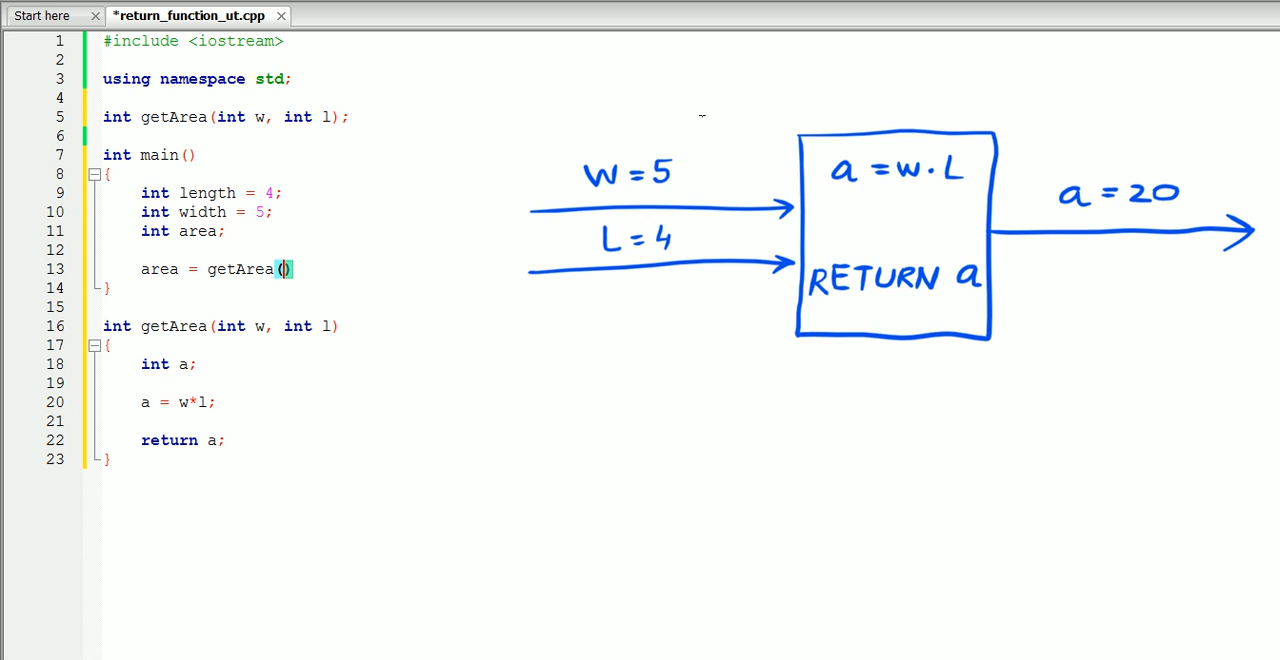 Start here × *return_function_ut.cpp ×
1 #include <iostream>
2
3 using namespace std;
4
5 int getArea(int w, int l);
6
7 int main()
8 {
9 int length = 4;
10 int width = 5;
11 int area;
12
13 area = getArea()
14 }
15
16 int getArea(int w, int l)
17 {
18 int a;
19
20 a = w*l;
21
22 return a;
23 }
W = 5
L = 4
a = w · L
RETURN a
a = 20